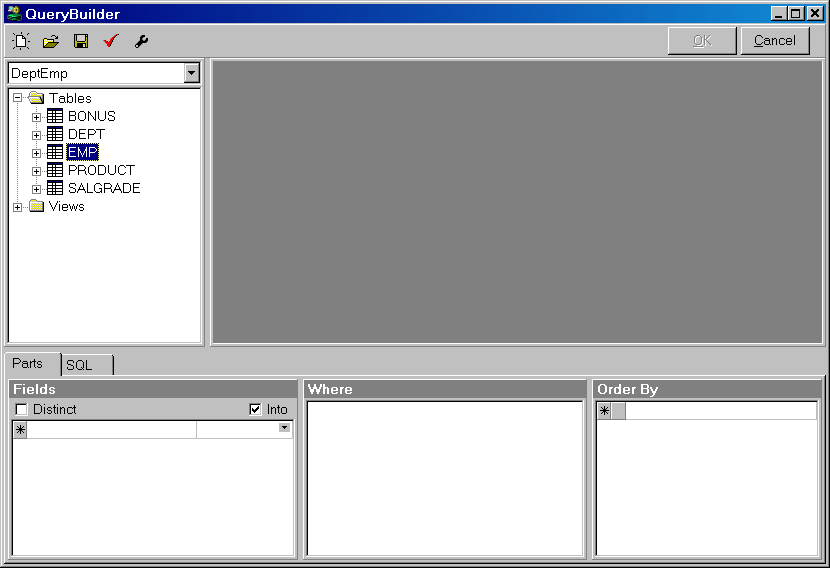 QueryBuilder
OK Cancel
DeptEmp
Tables
BONUS
DEPT
EMP
PRODUCT
SALGRADE
Views
Parts SQL
Fields Where Order By
Distinct Into